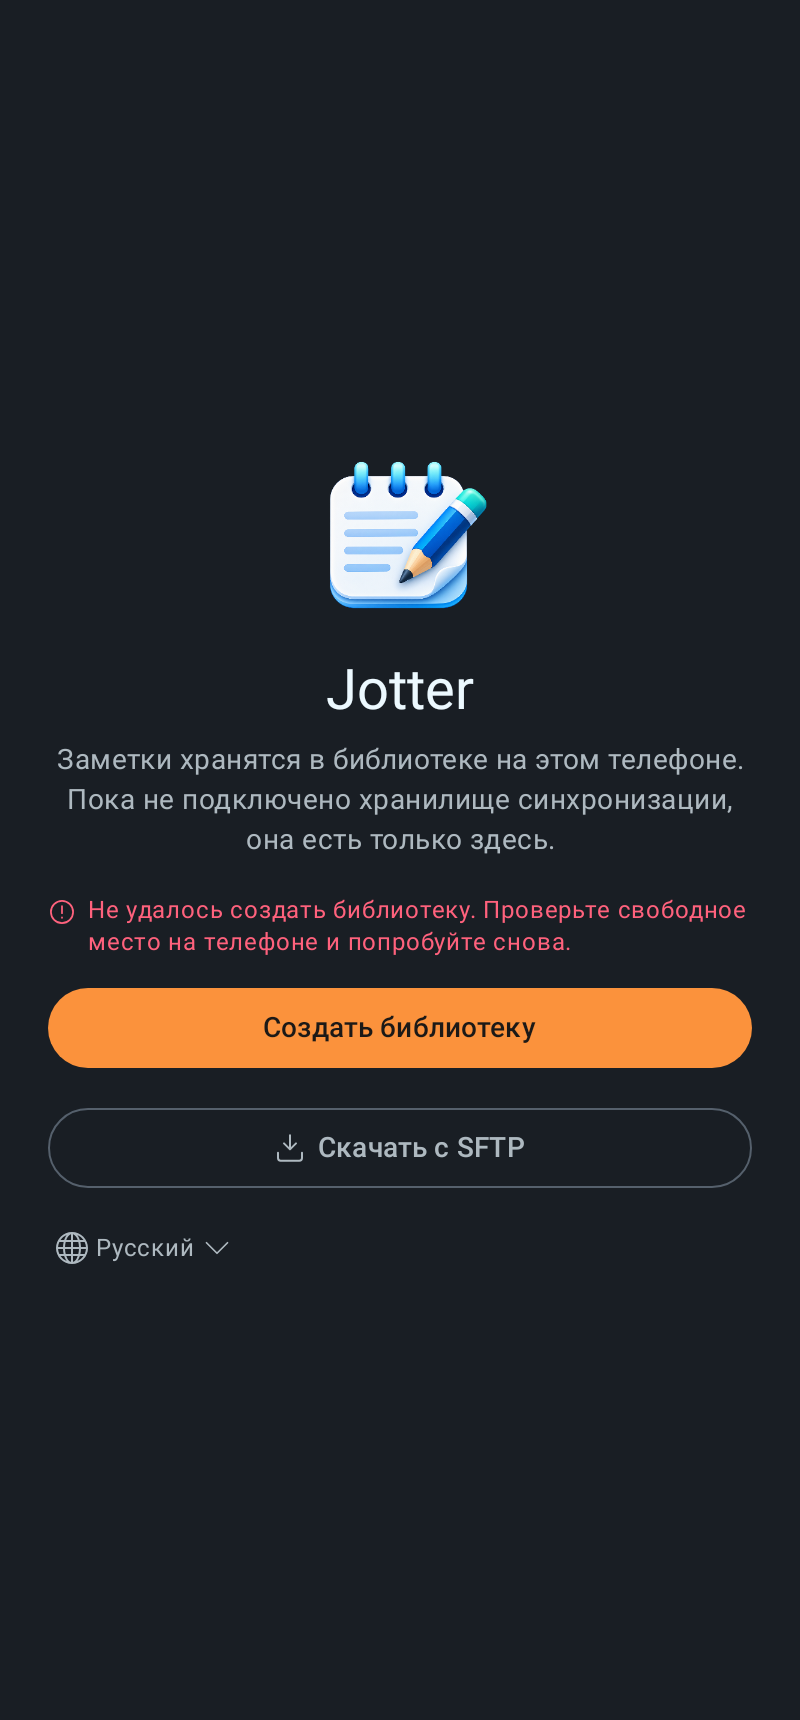 Jotter
Заметки хранятся в библиотеке на этом телефоне.
Пока не подключено хранилище синхронизации,
она есть только здесь.
Не удалось создать библиотеку. Проверьте свободное
место на телефоне и попробуйте снова.
Создать библиотеку
Скачать с SFTP
Русский